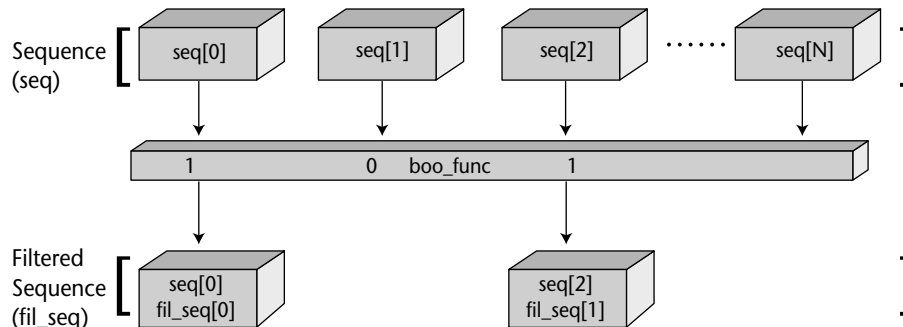 Sequence
(seq)
seq[0]
seq[1]
seq[2]
......
seq[N]
1 0 boo_func 1
Filtered
Sequence
(fil_seq)
seq[0]
fil_seq[0]
seq[2]
fil_seq[1]